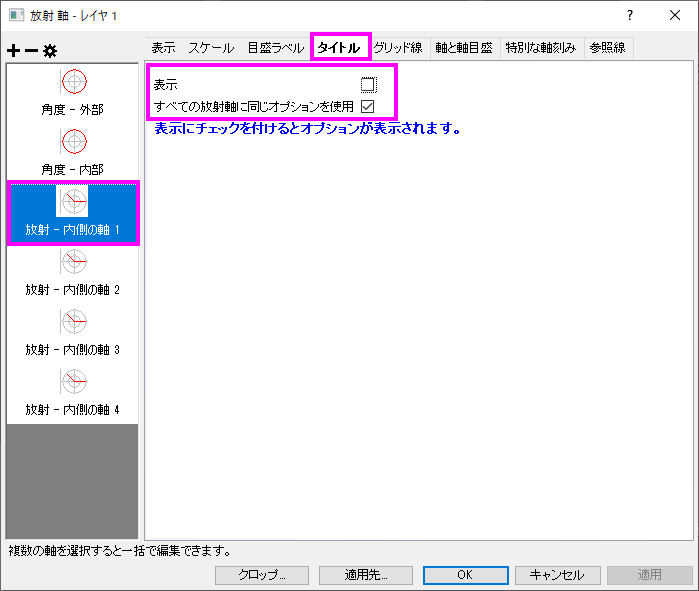 放射 軸 - レイヤ 1
?
表示 スケール 目盛ラベル タイトル グリッド線 軸と軸目盛 特別な軸刻み 参照線
角度 - 外部
角度 - 内部
放射 - 内側の軸 1
放射 - 内側の軸 2
放射 - 内側の軸 3
放射 - 内側の軸 4
表示
すべての放射軸に同じオプションを使用
表示にチェックを付けるとオプションが表示されます。
複数の軸を選択すると一括で編集できます。
クロップ... 適用先... OK キャンセル 適用